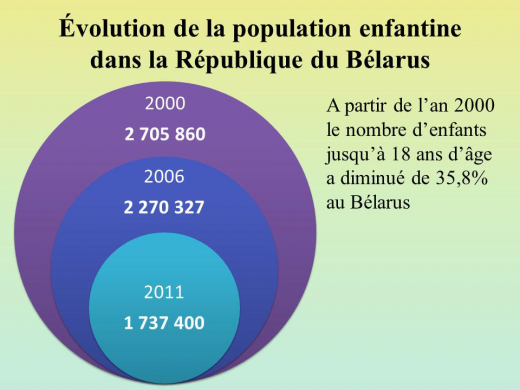 Évolution de la population enfantine
dans la République du Bélarus
2000
2 705 860
2006
2 270 327
2011
1 737 400
A partir de l’an 2000
le nombre d’enfants
jusqu’à 18 ans d’âge
a diminué de 35,8%
au Bélarus